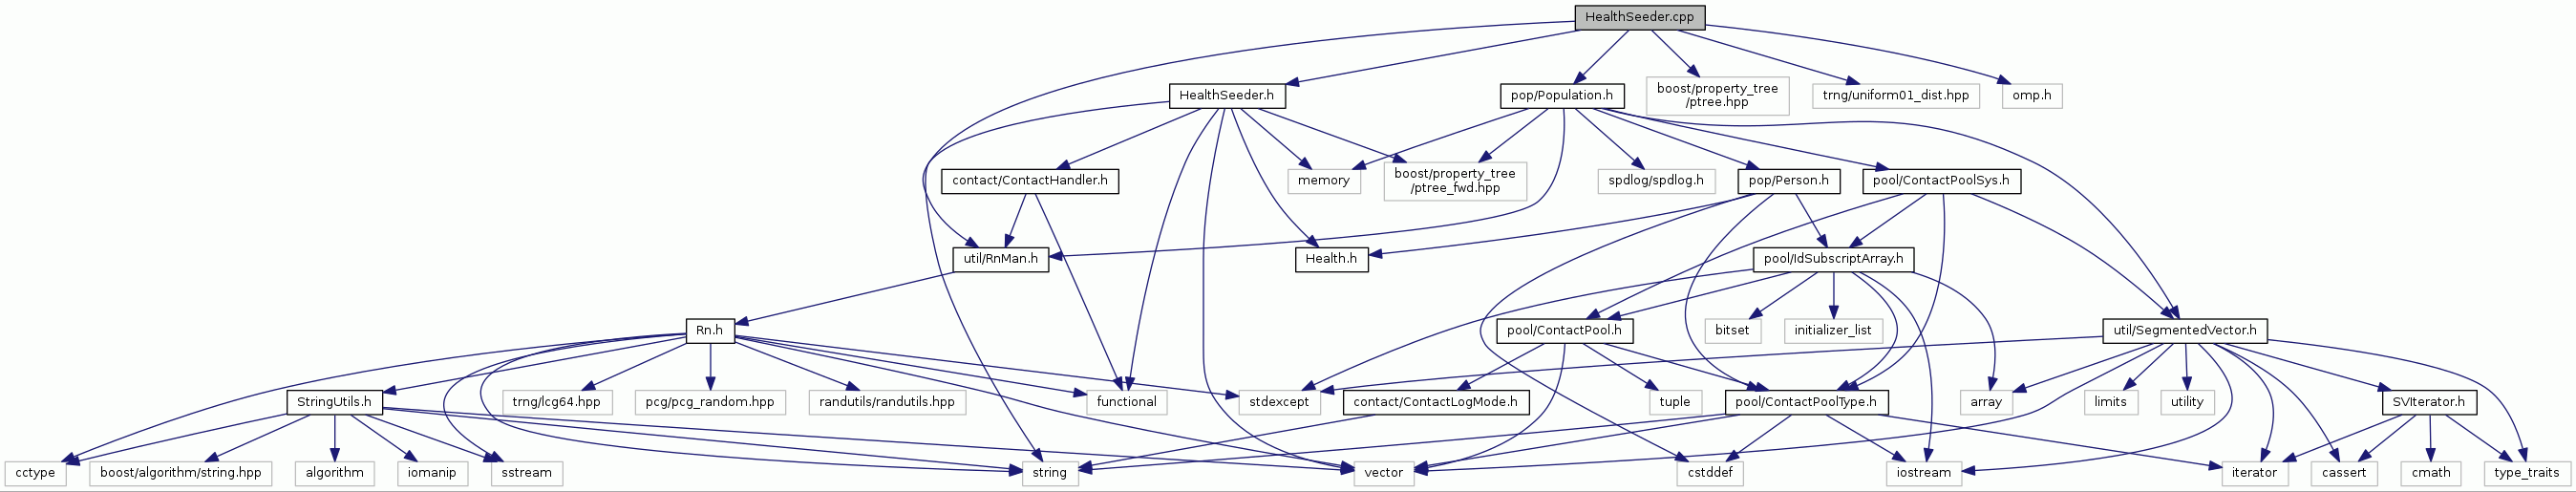 HealthSeeder.cpp
HealthSeeder.h
pop/Population.h
boost/property_tree
/ptree.hpp
trng/uniform01_dist.hpp
omp.h
contact/ContactHandler.h
memory
boost/property_tree
/ptree_fwd.hpp
spdlog/spdlog.h
pop/Person.h
pool/ContactPoolSys.h
util/RnMan.h
Health.h
pool/IdSubscriptArray.h
Rn.h
pool/ContactPool.h
bitset
initializer_list
util/SegmentedVector.h
StringUtils.h
trng/lcg64.hpp
pcg/pcg_random.hpp
randutils/randutils.hpp
functional
stdexcept
contact/ContactLogMode.h
tuple
pool/ContactPoolType.h
array
limits
utility
SVIterator.h
cctype
boost/algorithm/string.hpp
algorithm
iomanip
sstream
string
vector
cstddef
iostream
iterator
cassert
cmath
type_traits